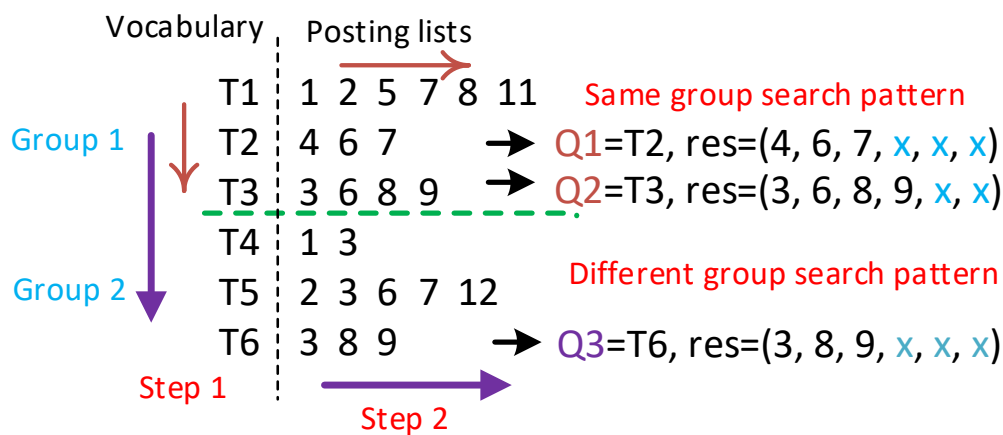 Vocabulary Posting lists
T1 1 2 5 7 8 11
Same group search pattern
Group 1 T2 4 6 7 Q1=T2, res=(4, 6, 7, x, x, x)
T3 3 6 8 9 Q2=T3, res=(3, 6, 8, 9, x, x)
T4 1 3
Different group search pattern
Group 2 T5 2 3 6 7 12
T6 3 8 9 Q3=T6, res=(3, 8, 9, x, x, x)
Step 1
Step 2